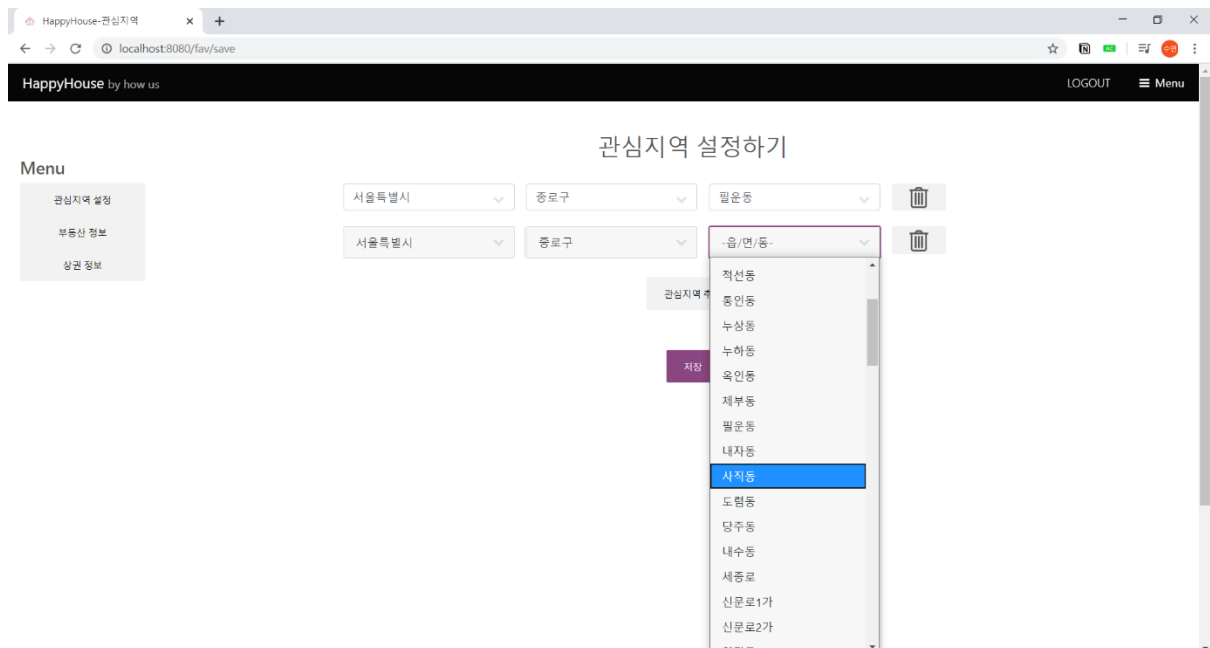 HappyHouse-관심지역
localhost:8080/fav/save
HappyHouse by how us
LOGOUT
Menu
관심지역 설정하기
Menu
관심지역 설정
부동산 정보
상권 정보
서울특별시 종로구 필운동
서울특별시 종로구 -읍/면/동-
관심지역
저장
적선동
통인동
누상동
누하동
옥인동
체부동
필운동
내자동
사직동
도렴동
당주동
내수동
세종로
신문로1가
신문로2가